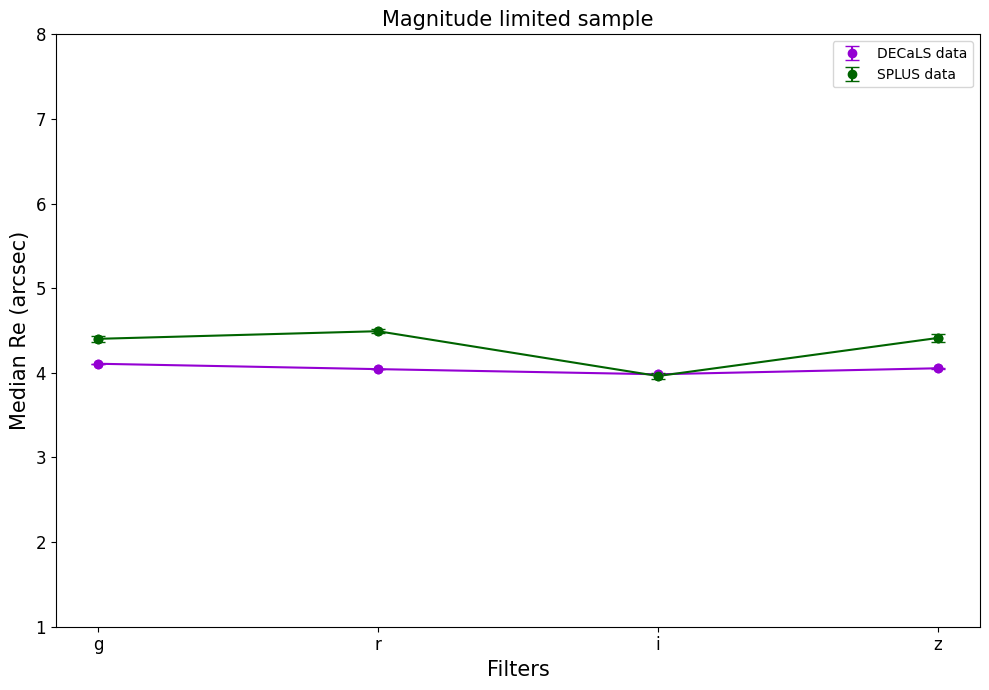 Magnitude limited sample
DECaLS data
SPLUS data
8
7
6
5
4
3
2
1
Median Re (arcsec)
g r i z
Filters